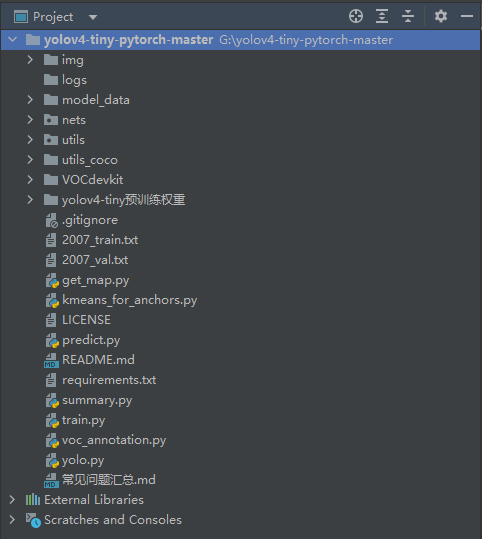 Project
yolov4-tiny-pytorch-master G:\yolov4-tiny-pytorch-master
img
logs
model_data
nets
utils
utils_coco
VOCdevkit
yolov4-tiny预训练权重
.gitignore
2007_train.txt
2007_val.txt
get_map.py
kmeans_for_anchors.py
LICENSE
predict.py
README.md
requirements.txt
summary.py
train.py
voc_annotation.py
yolo.py
常见问题汇总.md
External Libraries
Scratches and Consoles